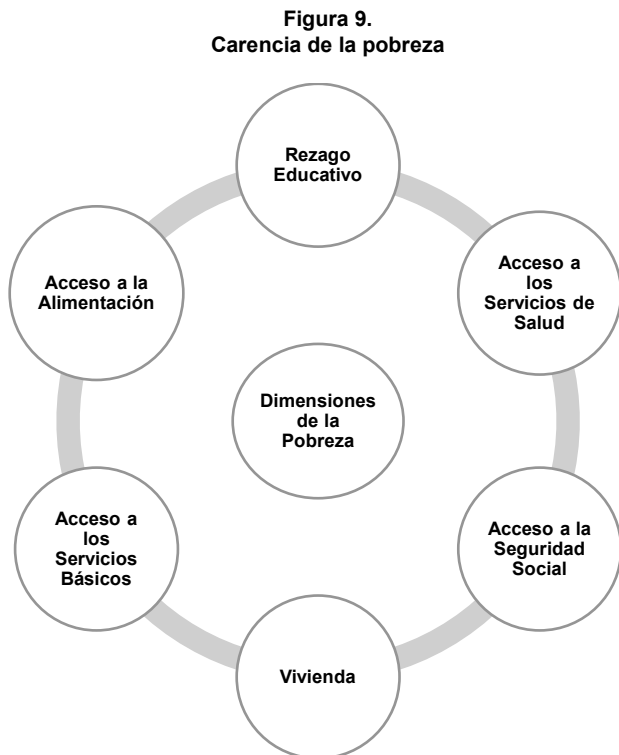 Figura 9.
Carencia de la pobreza
Rezago
Educativo
Acceso a
los
Servicios de
Salud
Acceso a la
Seguridad
Social
Vivienda
Acceso a
los
Servicios
Básicos
Acceso a la
Alimentación
Dimensiones
de la
Pobreza